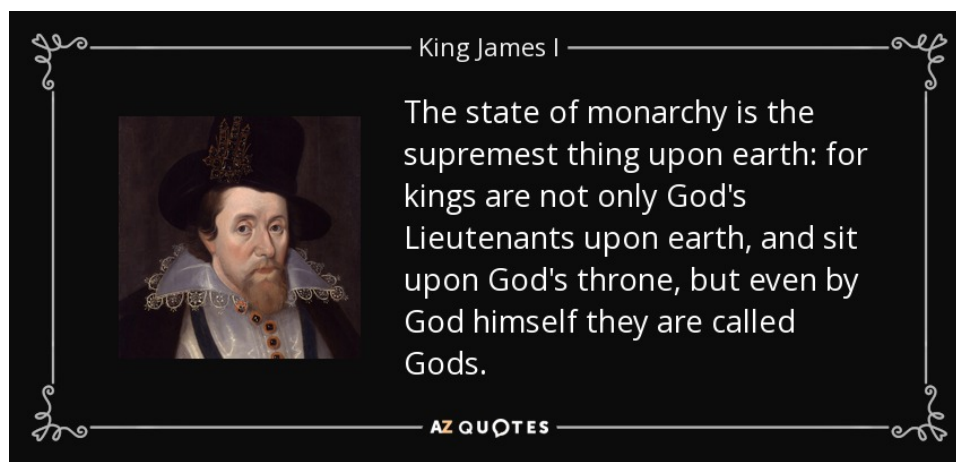 King James I
The state of monarchy is the
supremest thing upon earth: for
kings are not only God's
Lieutenants upon earth, and sit
upon God's throne, but even by
God himself they are called
Gods.
AZ QUOTES